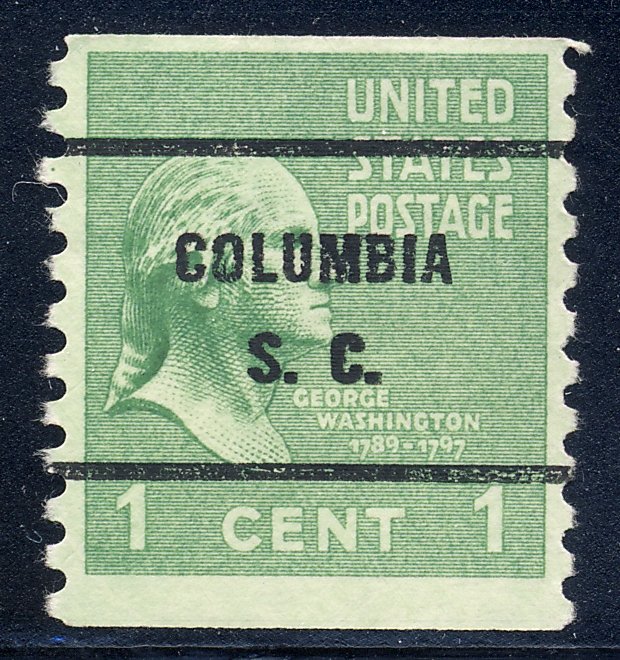 UNITED
STATES
POSTAGE
COLUMBIA
S. C.
GEORGE
WASHINGTON
1789-1797
1 CENT 1